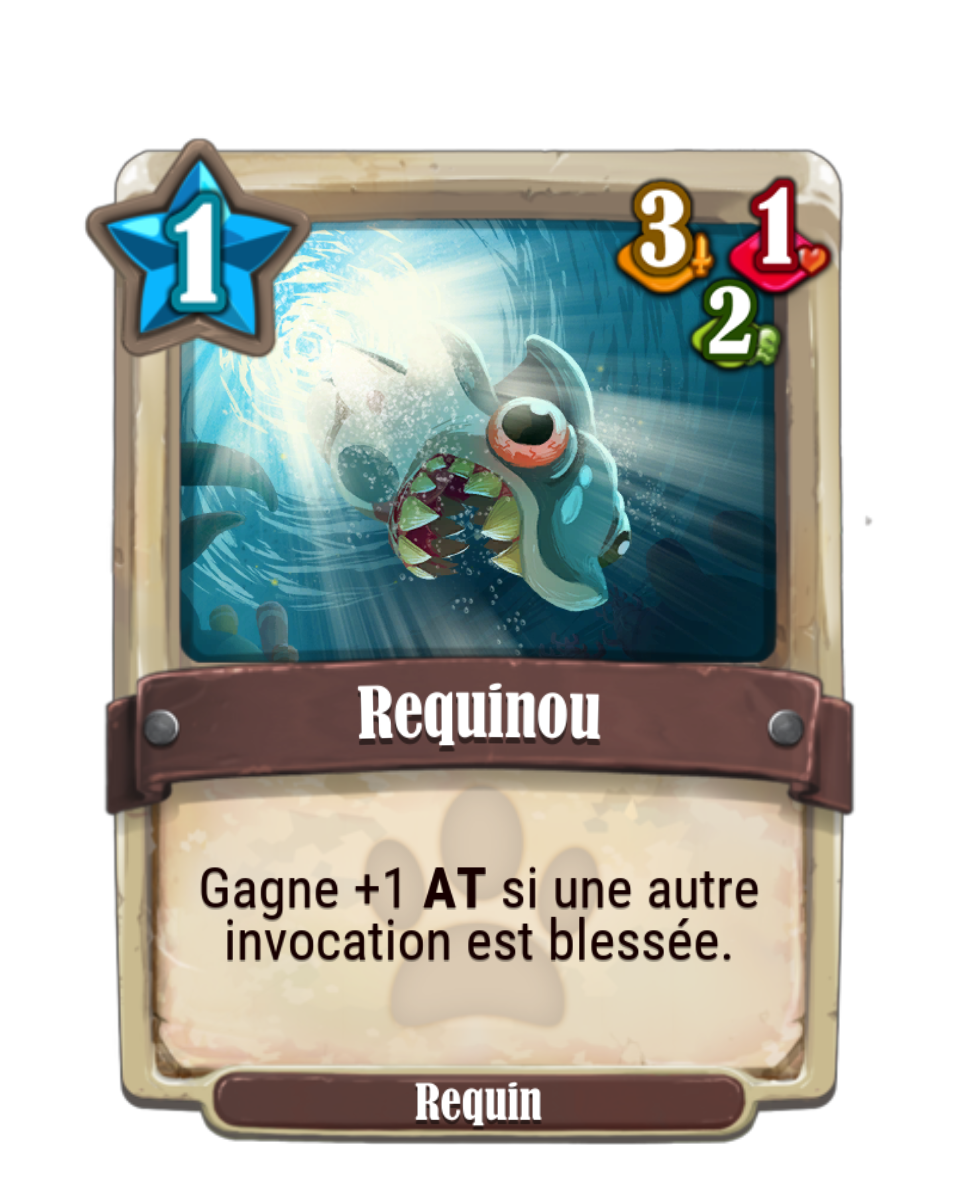 1
3
1
2
Requinou
Gagne +1 AT si une autre
invocation est blessée.
Requin